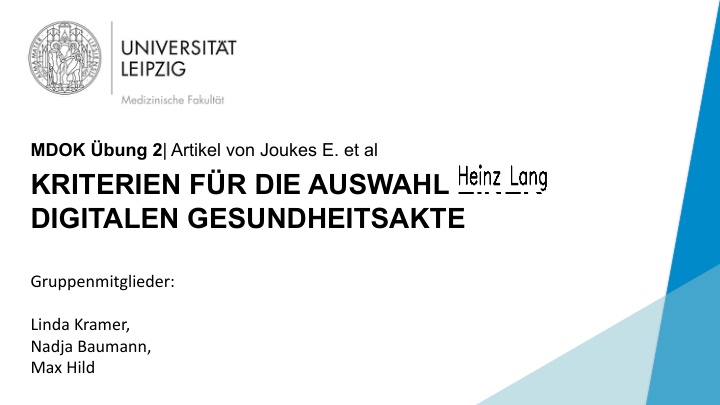 UNIVERSITÄT
LEIPZIG
Medizinische Fakultät
MDOK Übung 2| Artikel von Joukes E. et al
KRITERIEN FÜR DIE AUSWAHL Heinz Lang
DIGITALEN GESUNDHEITSAKTE
Gruppenmitglieder:
Linda Kramer,
Nadja Baumann,
Max Hild